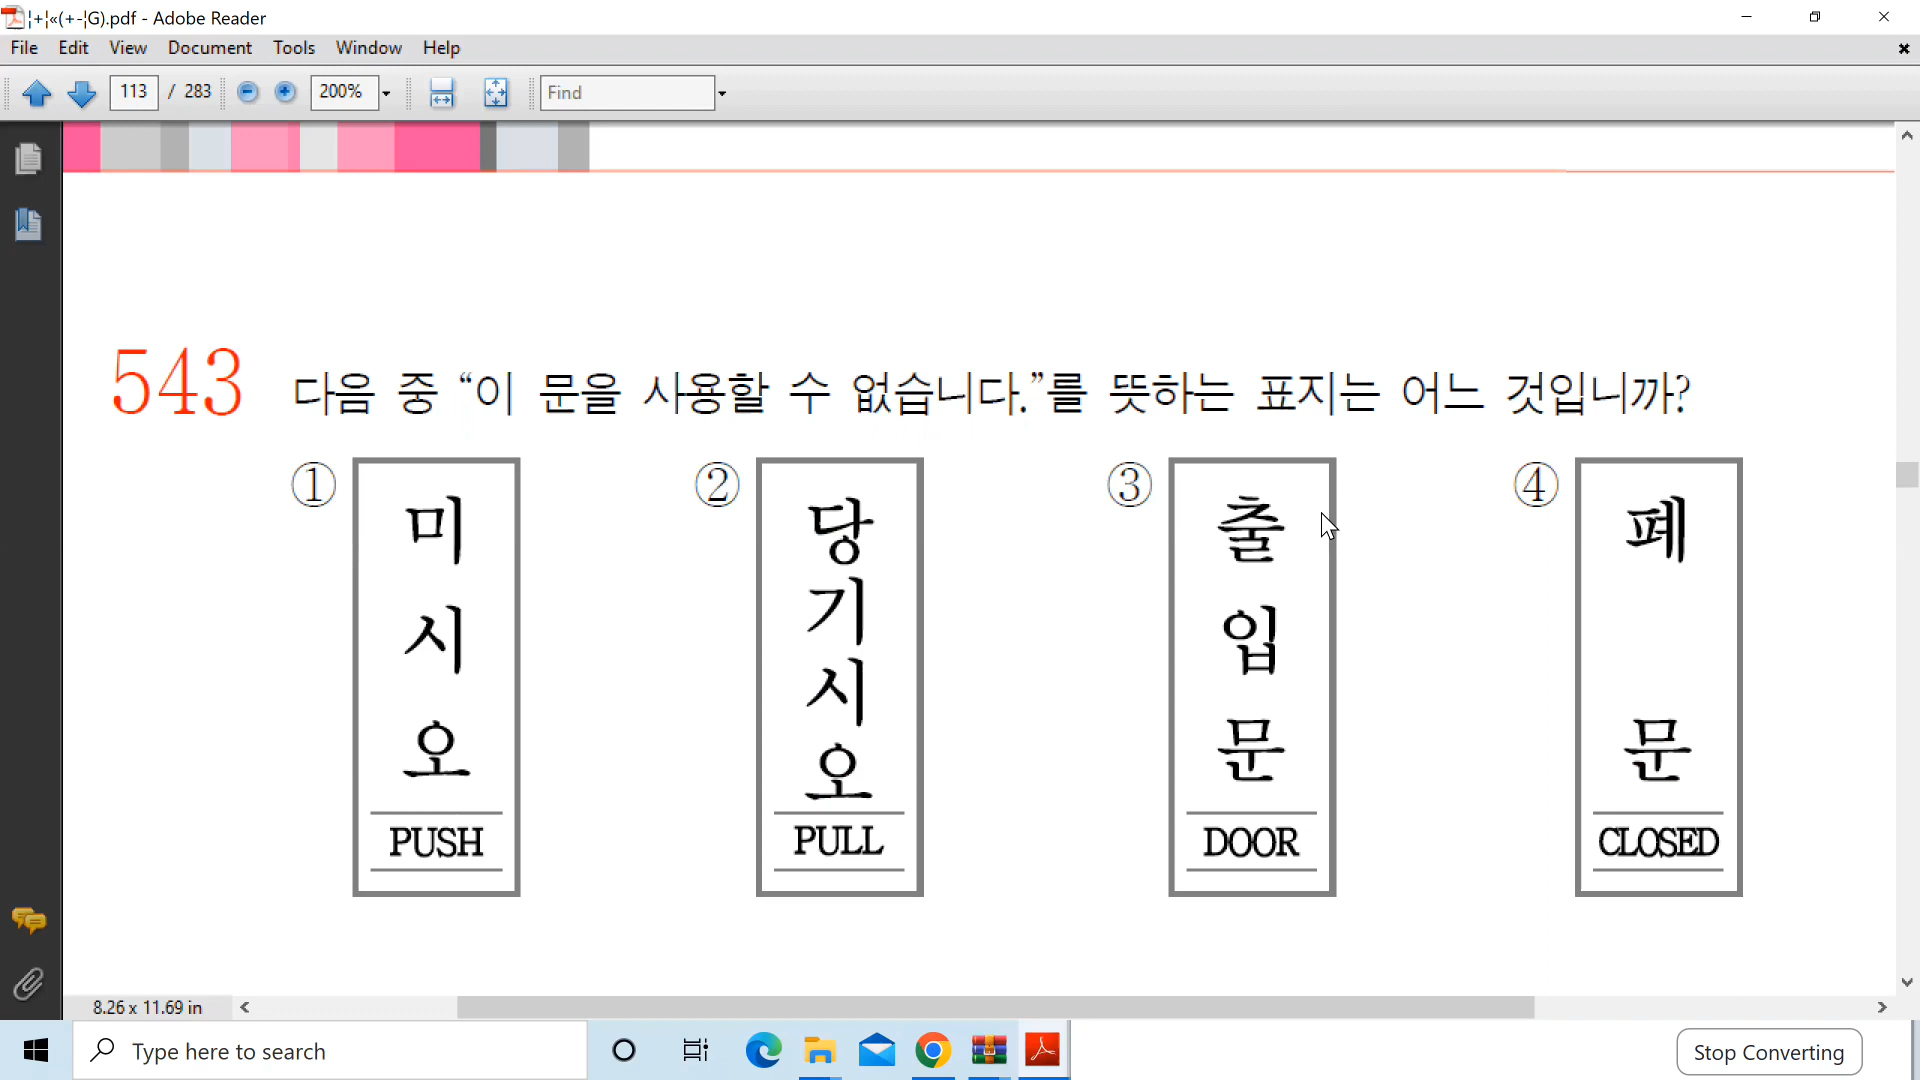 ¦+¦«(+-¦G).pdf - Adobe Reader
File Edit View Document Tools Window Help
113 / 283 200% Find
543 다음 중 “이 문을 사용할 수 없습니다.”를 뜻하는 표지는 어느 것입니까?
① 미시오 PUSH
② 당기시오 PULL
③ 출입문 DOOR
④ 폐문 CLOSED
8.26 x 11.69 in
Type here to search
Stop Converting